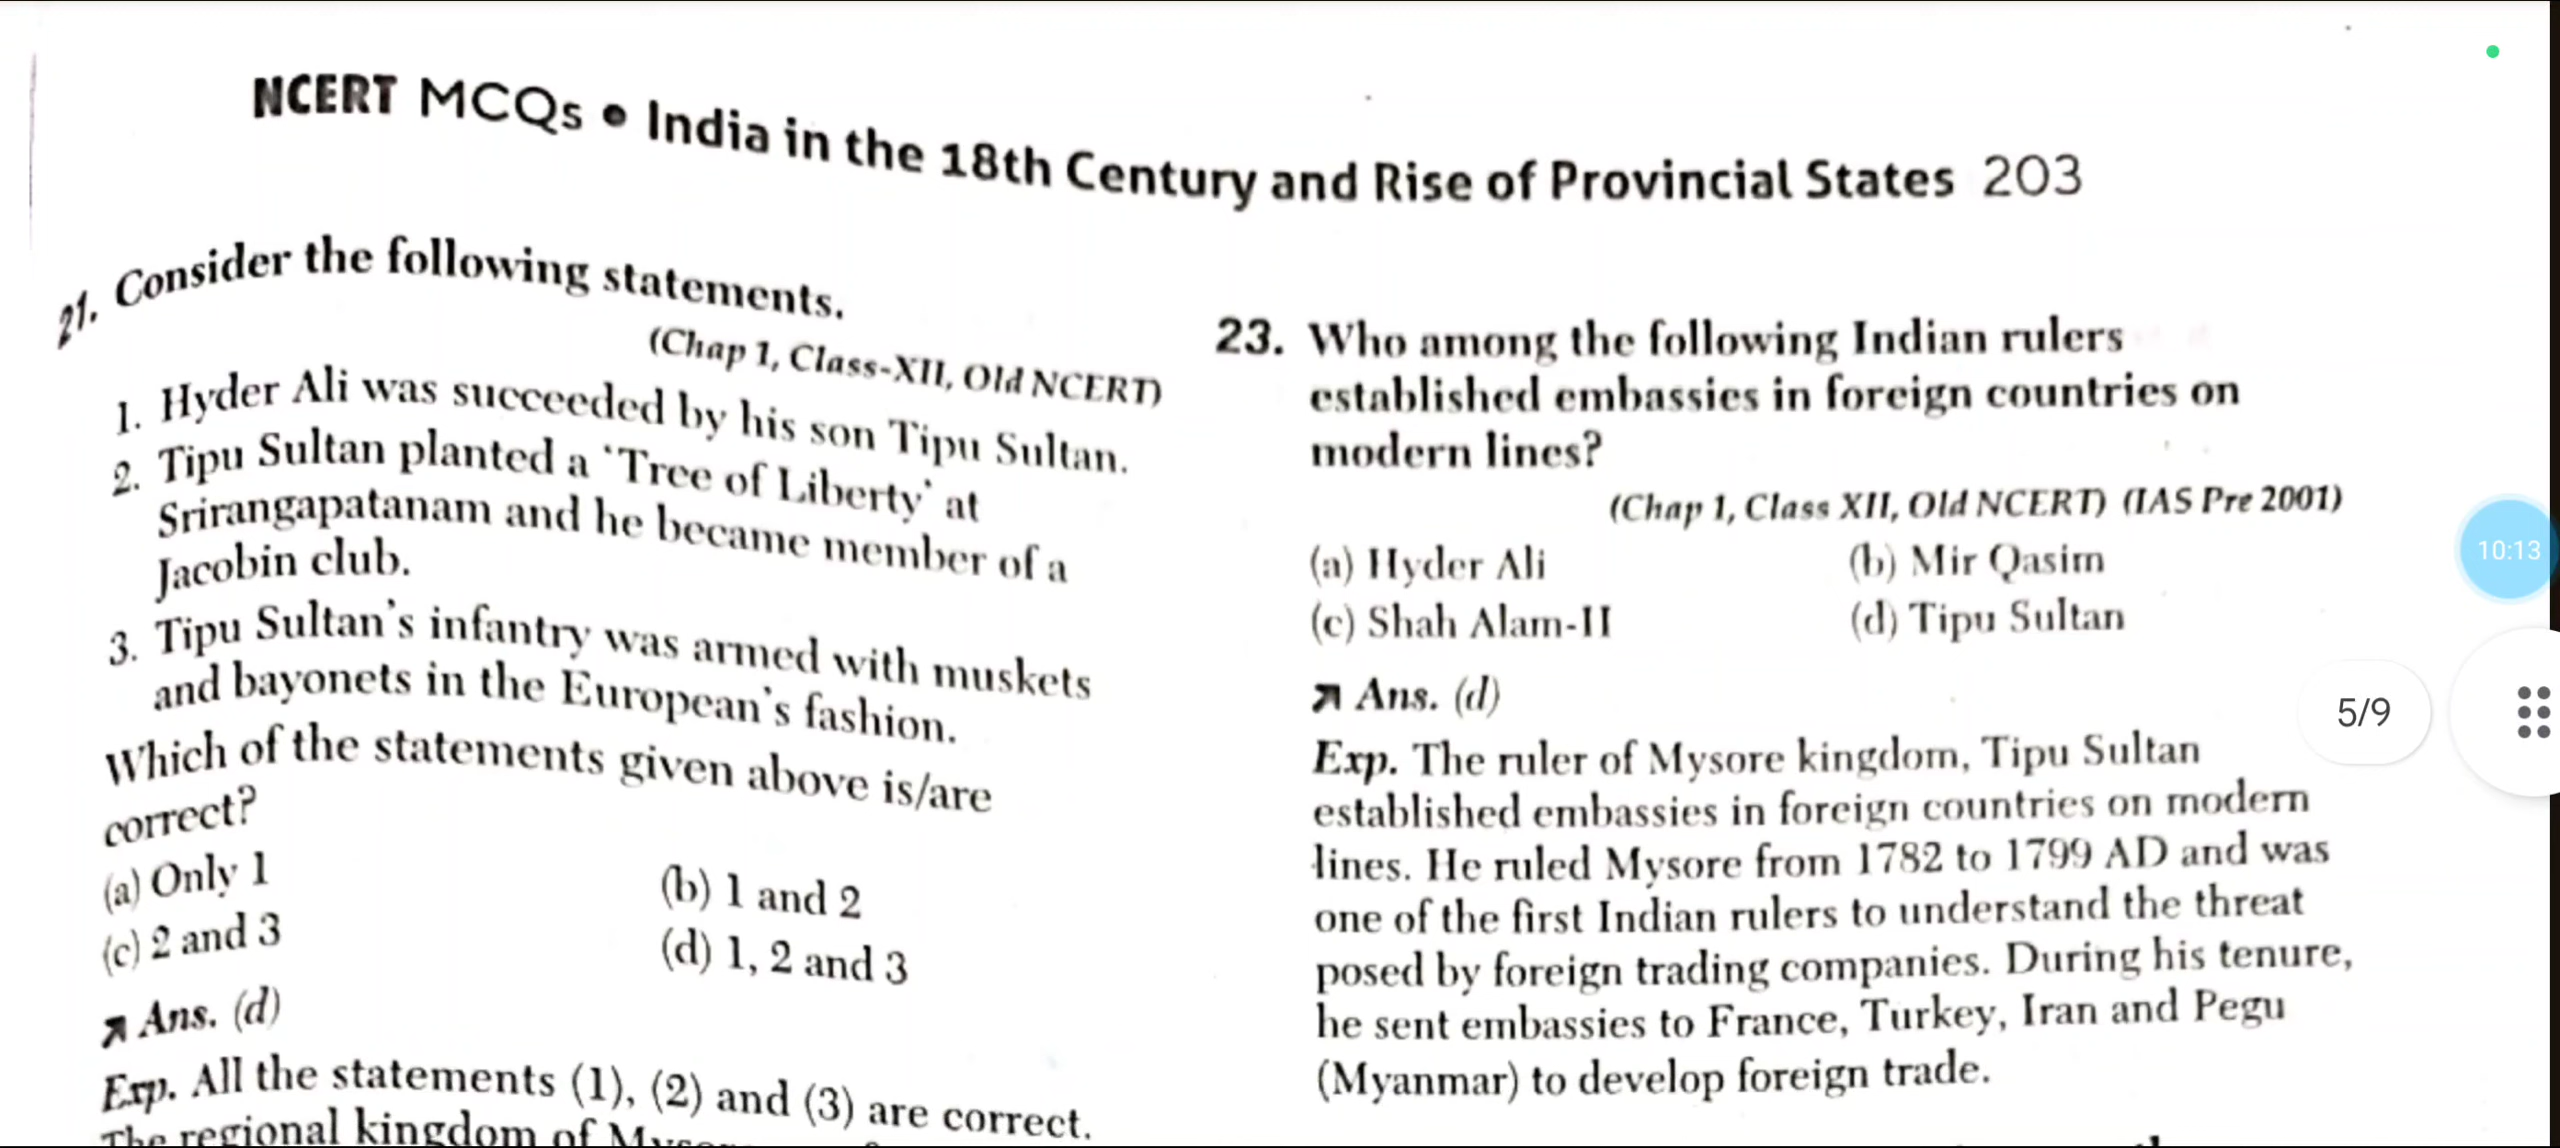 NCERT MCQs • India in the 18th Century and Rise of Provincial States 203
21. Consider the following statements.
(Chap 1, Class-XII, Old NCERT)
1. Hyder Ali was succeeded by his son Tipu Sultan.
2. Tipu Sultan planted a 'Tree of Liberty' at
Srirangapatanam and he became member of a
Jacobin club.
3. Tipu Sultan's infantry was armed with muskets
and bayonets in the European's fashion.
Which of the statements given above is/are
correct?
(a) Only 1 (b) 1 and 2
(c) 2 and 3 (d) 1, 2 and 3
Ans. (d)
Exp. All the statements (1), (2) and (3) are correct.
The regional kingdom of
23. Who among the following Indian rulers
established embassies in foreign countries on
modern lines?
(Chap 1, Class XII, Old NCERT) (IAS Pre 2001)
(a) Hyder Ali (b) Mir Qasim
(c) Shah Alam-II (d) Tipu Sultan
Ans. (d)
Exp. The ruler of Mysore kingdom, Tipu Sultan
established embassies in foreign countries on modern
lines. He ruled Mysore from 1782 to 1799 AD and was
one of the first Indian rulers to understand the threat
posed by foreign trading companies. During his tenure,
he sent embassies to France, Turkey, Iran and Pegu
(Myanmar) to develop foreign trade.
10:13
5/9